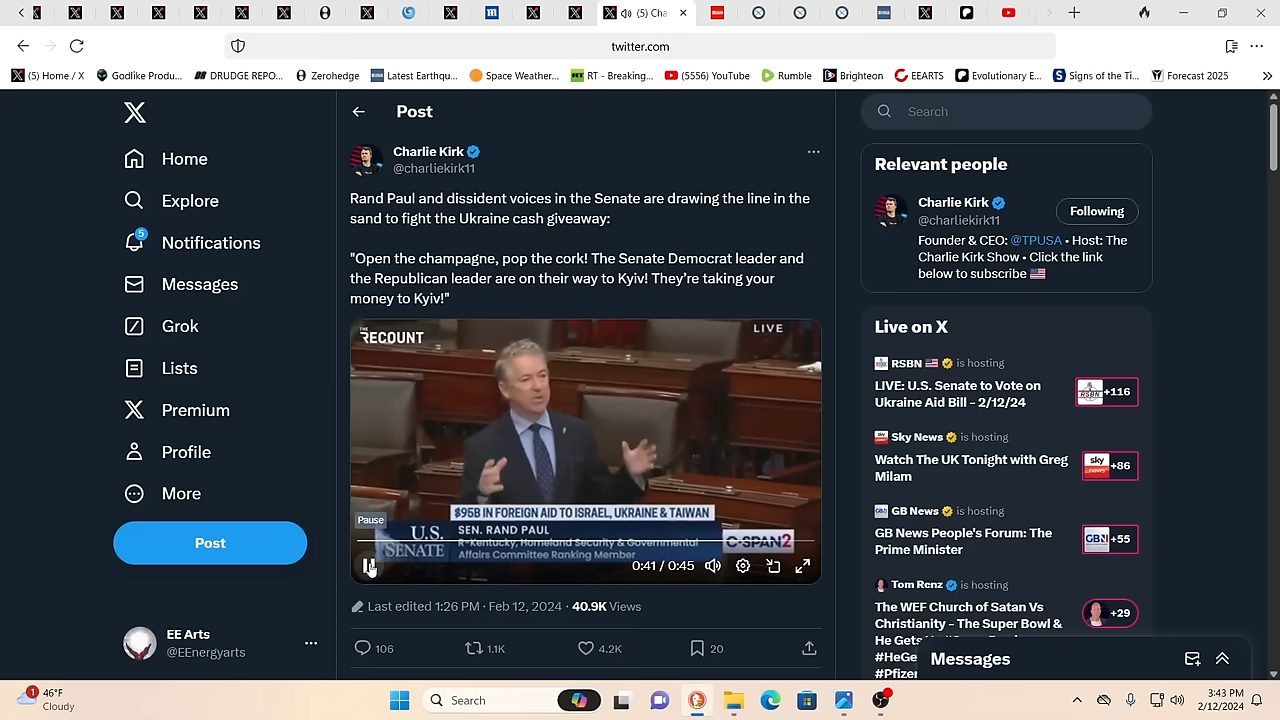 (5) Cha
twitter.com
(5) Home / X
Godlike Produ...
DRUDGE REPO...
Zerohedge
Latest Earthqu...
Space Weather...
RT - Breaking...
(5556) YouTube
Rumble
Brighteon
EEARTS
Evolutionary E...
Signs of the Ti...
Forecast 2025
Home
Explore
5
Notifications
Messages
Grok
Lists
Premium
Profile
More
Post
EE Arts
@EEnergyarts
Post
Charlie Kirk
@charliekirk11
Rand Paul and dissident voices in the Senate are drawing the line in the
sand to fight the Ukraine cash giveaway:
"Open the champagne, pop the cork! The Senate Democrat leader and
the Republican leader are on their way to Kyiv! They’re taking your
money to Kyiv!"
THE RECOUNT
LIVE
$95B IN FOREIGN AID TO ISRAEL, UKRAINE & TAIWAN
Pause
U.S. SENATE
SEN. RAND PAUL
R-Kentucky, Homeland Security & Governmental
Affairs Committee Ranking Member
C-SPAN2
0:41 / 0:45
Last edited 1:26 PM · Feb 12, 2024 · 40.9K Views
106
1.1K
4.2K
20
Search
Relevant people
Charlie Kirk
@charliekirk11
Following
Founder & CEO: @TPUSA • Host: The
Charlie Kirk Show • Click the link
below to subscribe
Live on X
RSBN is hosting
LIVE: U.S. Senate to Vote on
Ukraine Aid Bill – 2/12/24
+116
Sky News is hosting
Watch The UK Tonight with Greg
Milam
sky news
+86
GB News is hosting
GB News People's Forum: The
Prime Minister
GBN
+55
Tom Renz is hosting
The WEF Church of Satan Vs
Christianity – The Super Bowl &
+29
#HeGe
#Pfizer
Messages
1
46°F
Cloudy
Search
3:43 PM
2/12/2024